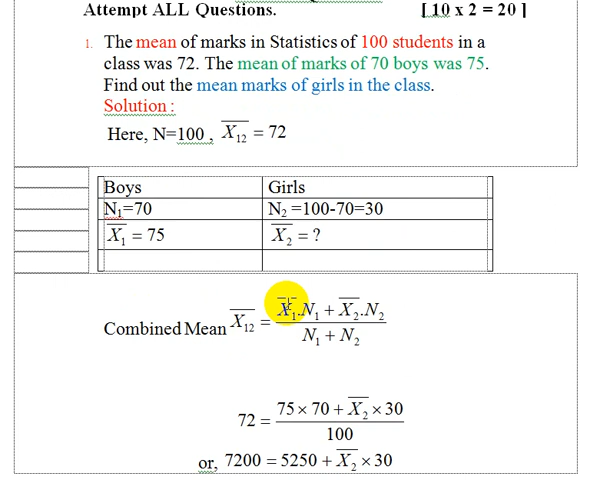 Attempt ALL Questions. [ 10 x 2 = 20 ]
1. The mean of marks in Statistics of 100 students in a
class was 72. The mean of marks of 70 boys was 75.
Find out the mean marks of girls in the class.
Solution :
Here, N=100 , X̅₁₂ = 72
Boys Girls
N₁=70 N₂ =100-70=30
X̅₁ = 75 X̅₂ = ?
Combined Mean X̅₁₂ = (X̅₁.N₁ + X̅₂.N₂) / (N₁ + N₂)
72 = (75 × 70 + X̅₂ × 30) / 100
or, 7200 = 5250 + X̅₂ × 30